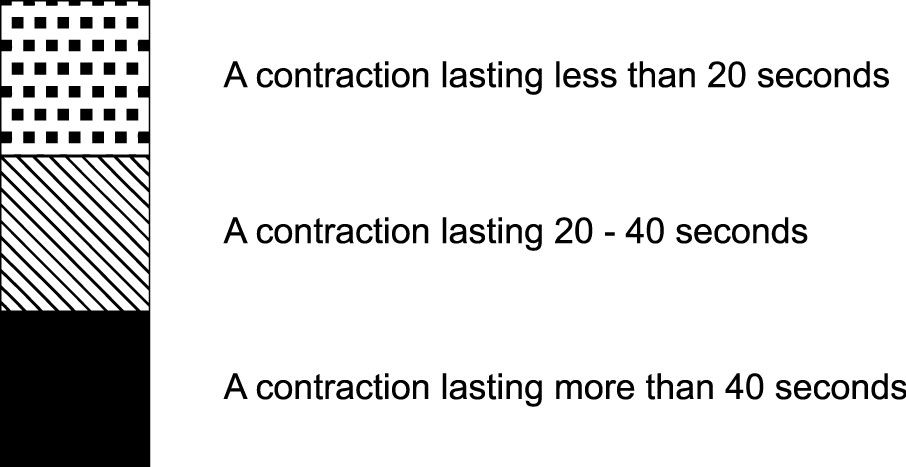 A contraction lasting less than 20 seconds
A contraction lasting 20 - 40 seconds
A contraction lasting more than 40 seconds